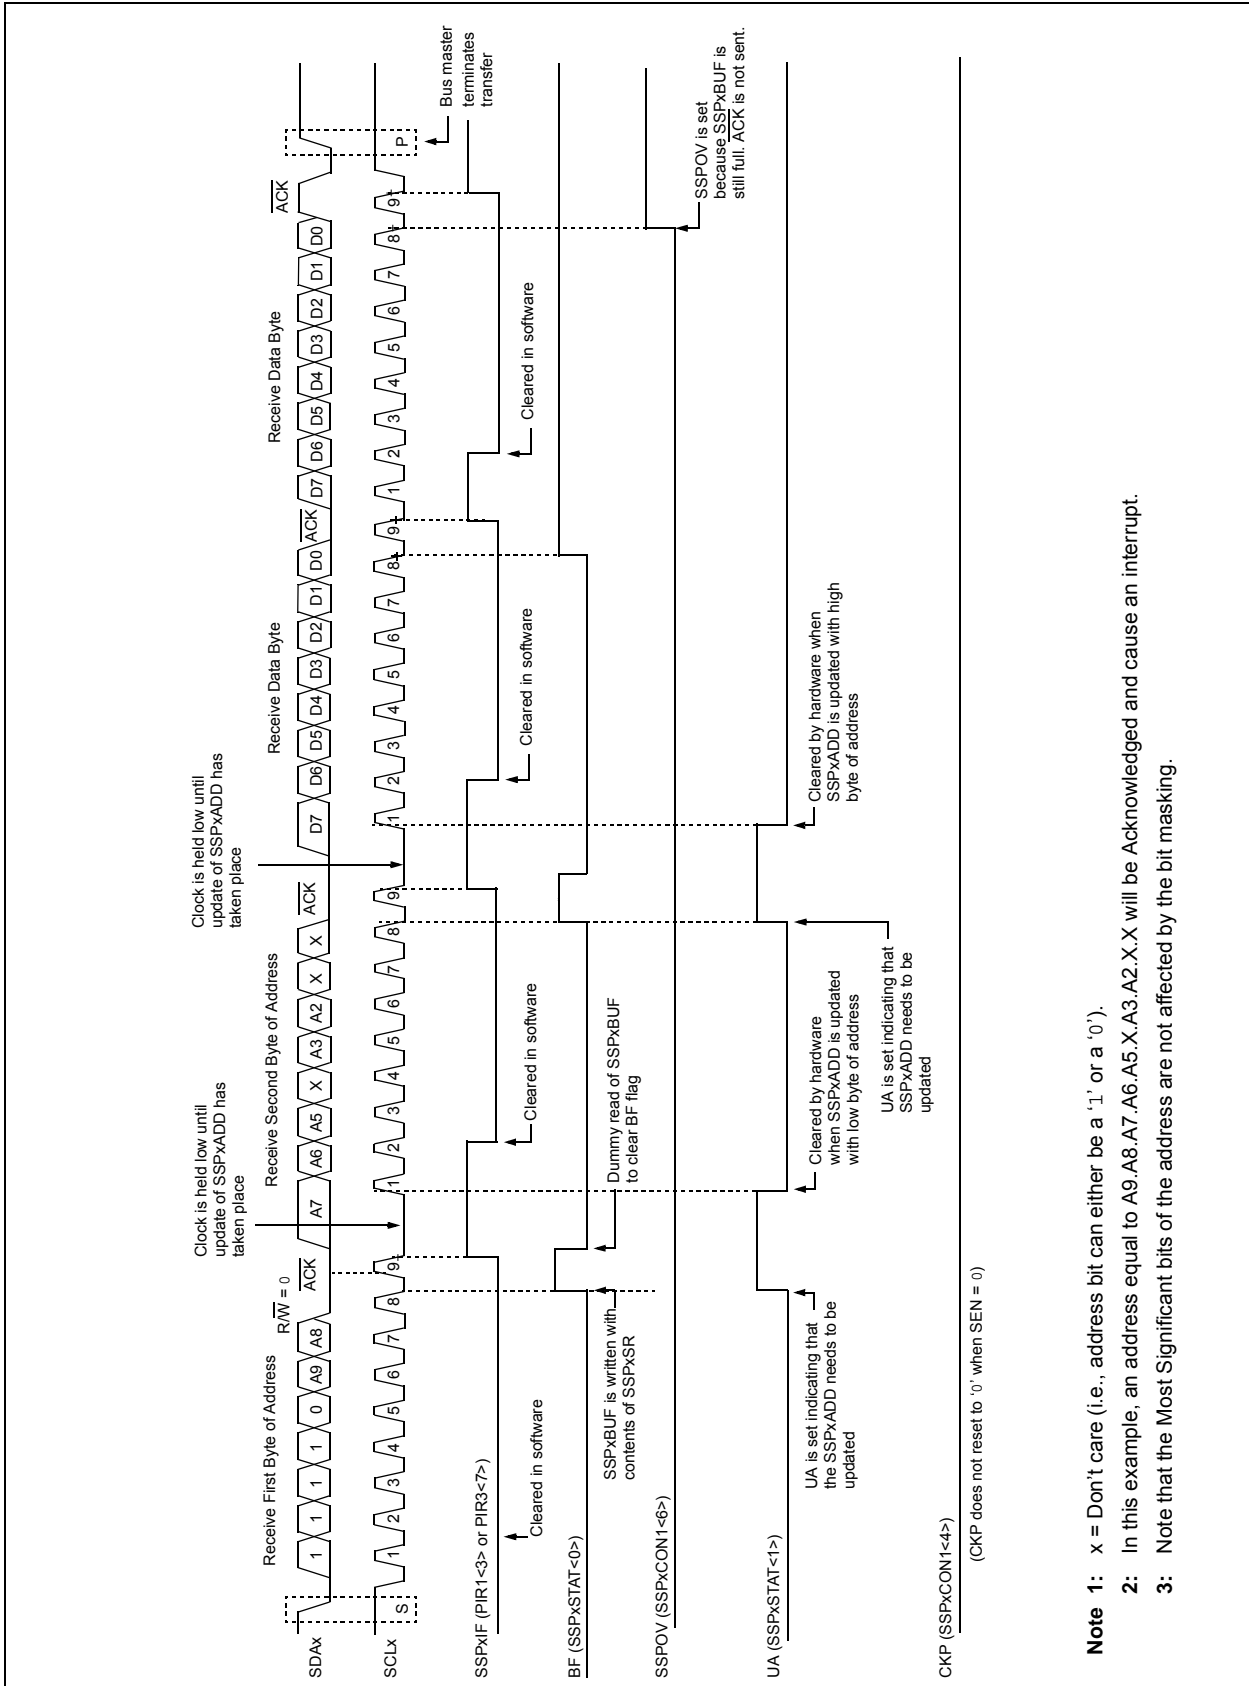 Receive First Byte of Address
R/W = 0
ACK
Clock is held low until
update of SSPxADD has
taken place
Receive Second Byte of Address
Clock is held low until
update of SSPxADD has
taken place
ACK
Receive Data Byte
ACK
Receive Data Byte
ACK
SDAx
1 1 1 1 0 A9 A8
A7 A6 A5 X A3 A2 X X
D7 D6 D5 D4 D3 D2 D1 D0
D7 D6 D5 D4 D3 D2 D1 D0
SCLx
S
1 2 3 4 5 6 7 8 9
1 2 3 4 5 6 7 8 9
1 2 3 4 5 6 7 8 9
1 2 3 4 5 6 7 8 9
P
Bus master
terminates
transfer
SSPxIF (PIR1<3> or PIR3<7>)
Cleared in software
Cleared in software
Cleared in software
Cleared in software
BF (SSPxSTAT<0>)
SSPxBUF is written with
contents of SSPxSR
Dummy read of SSPxBUF
to clear BF flag
SSPOV (SSPxCON1<6>)
SSPOV is set
because SSPxBUF is
still full. ACK is not sent.
UA (SSPxSTAT<1>)
UA is set indicating that
the SSPxADD needs to be
updated
Cleared by hardware
when SSPxADD is updated
with low byte of address
UA is set indicating that
SSPxADD needs to be
updated
Cleared by hardware when
SSPxADD is updated with high
byte of address
CKP (SSPxCON1<4>)
(CKP does not reset to ‘0’ when SEN = 0)
Note 1: x = Don’t care (i.e., address bit can either be a ‘1’ or a ‘0’).
2: In this example, an address equal to A9.A8.A7.A6.A5.X.A3.A2.X.X will be Acknowledged and cause an interrupt.
3: Note that the Most Significant bits of the address are not affected by the bit masking.